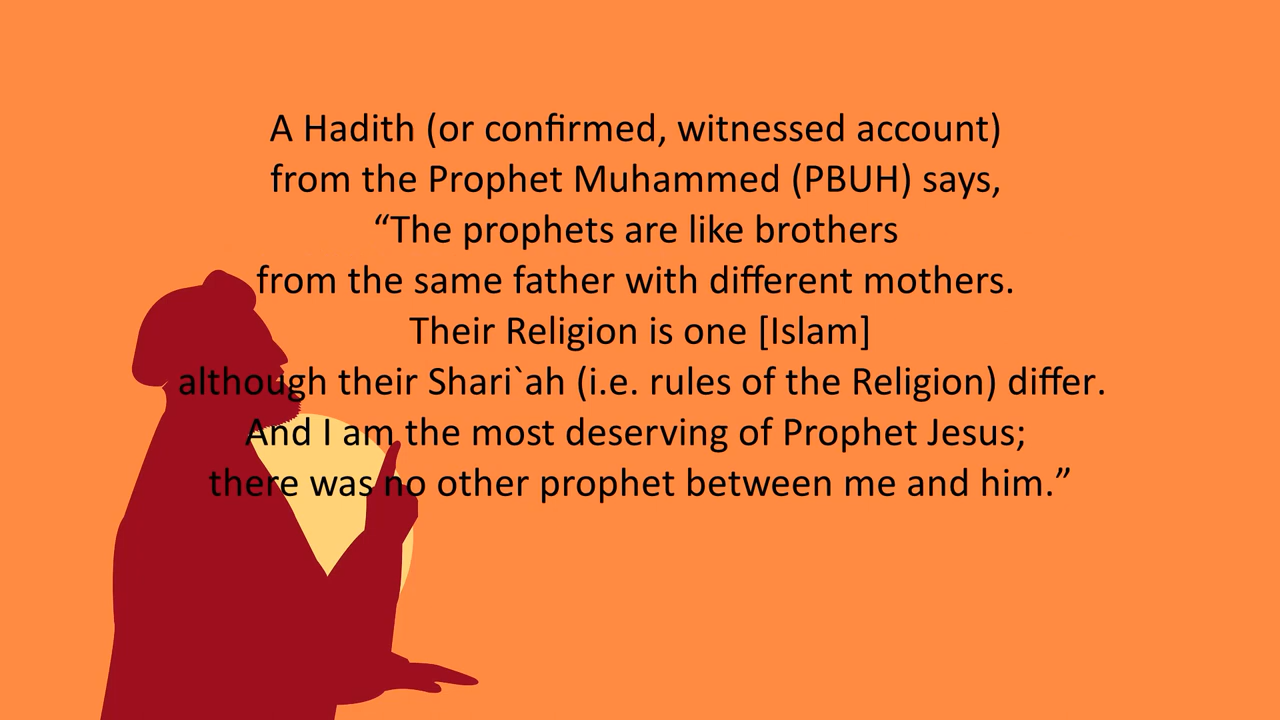 A Hadith (or confirmed, witnessed account)
from the Prophet Muhammed (PBUH) says,
“The prophets are like brothers
from the same father with different mothers.
Their Religion is one [Islam]
although their Shari`ah (i.e. rules of the Religion) differ.
And I am the most deserving of Prophet Jesus;
there was no other prophet between me and him.”